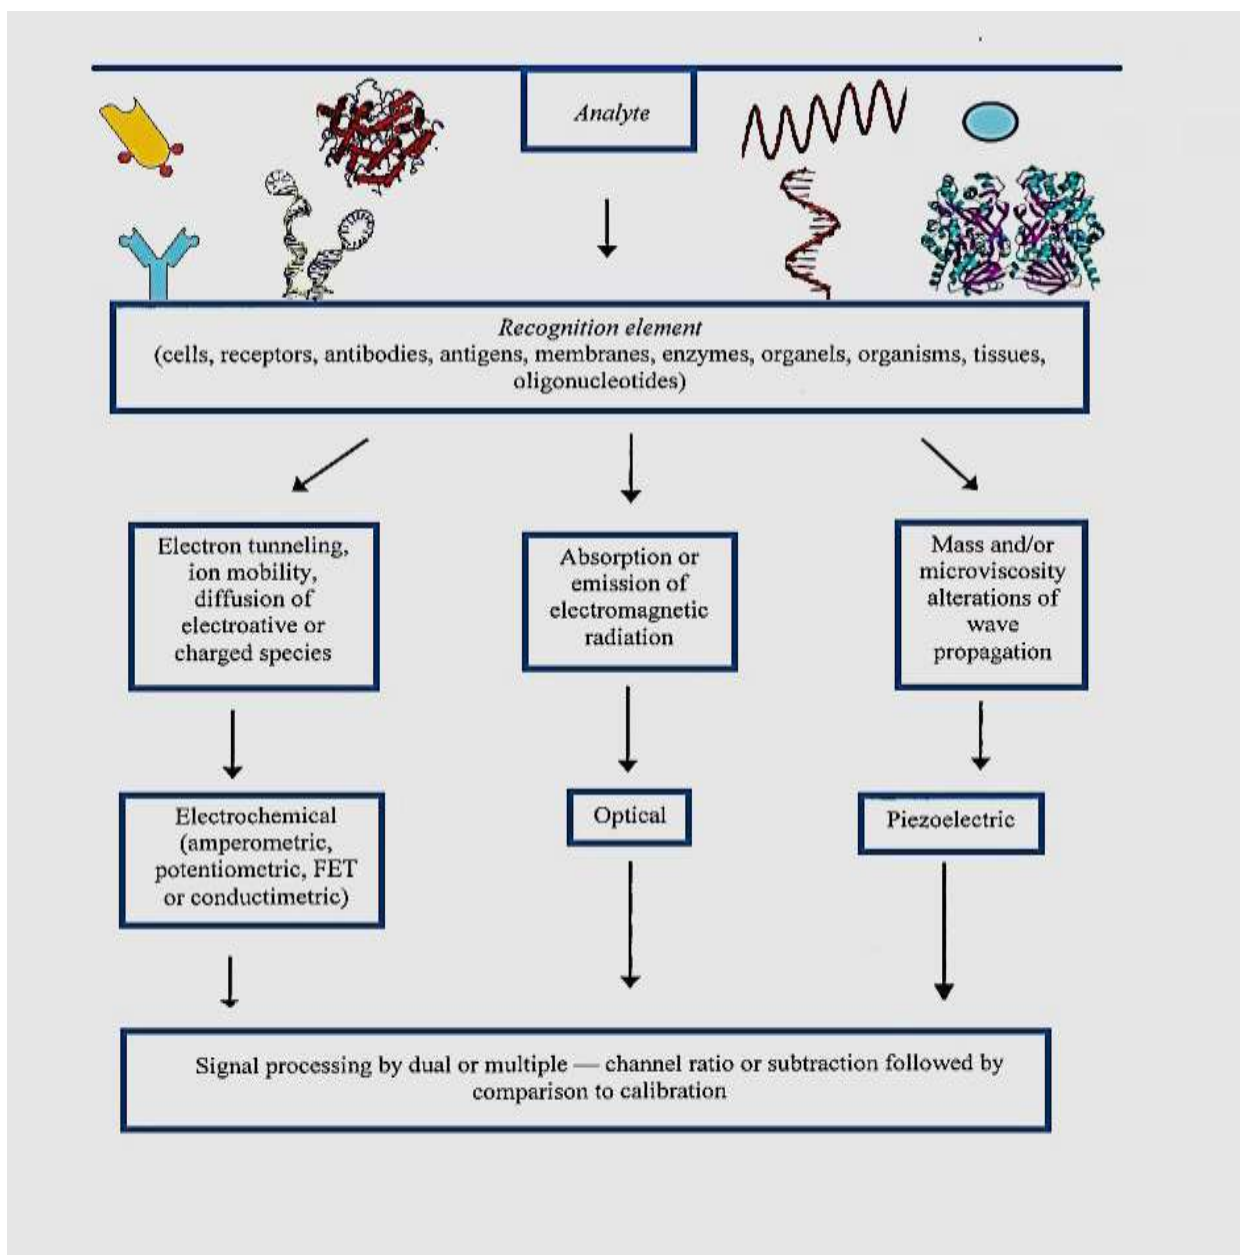 Analyte
Recognition element
(cells, receptors, antibodies, antigens, membranes, enzymes, organels, organisms, tissues,
oligonucleotides)
Electron tunneling,
ion mobility,
diffusion of
electroative or
charged species
Absorption or
emission of
electromagnetic
radiation
Mass and/or
microviscosity
alterations of
wave
propagation
Electrochemical
(amperometric,
potentiometric, FET
or conductimetric)
Optical
Piezoelectric
Signal processing by dual or multiple — channel ratio or subtraction followed by
comparison to calibration